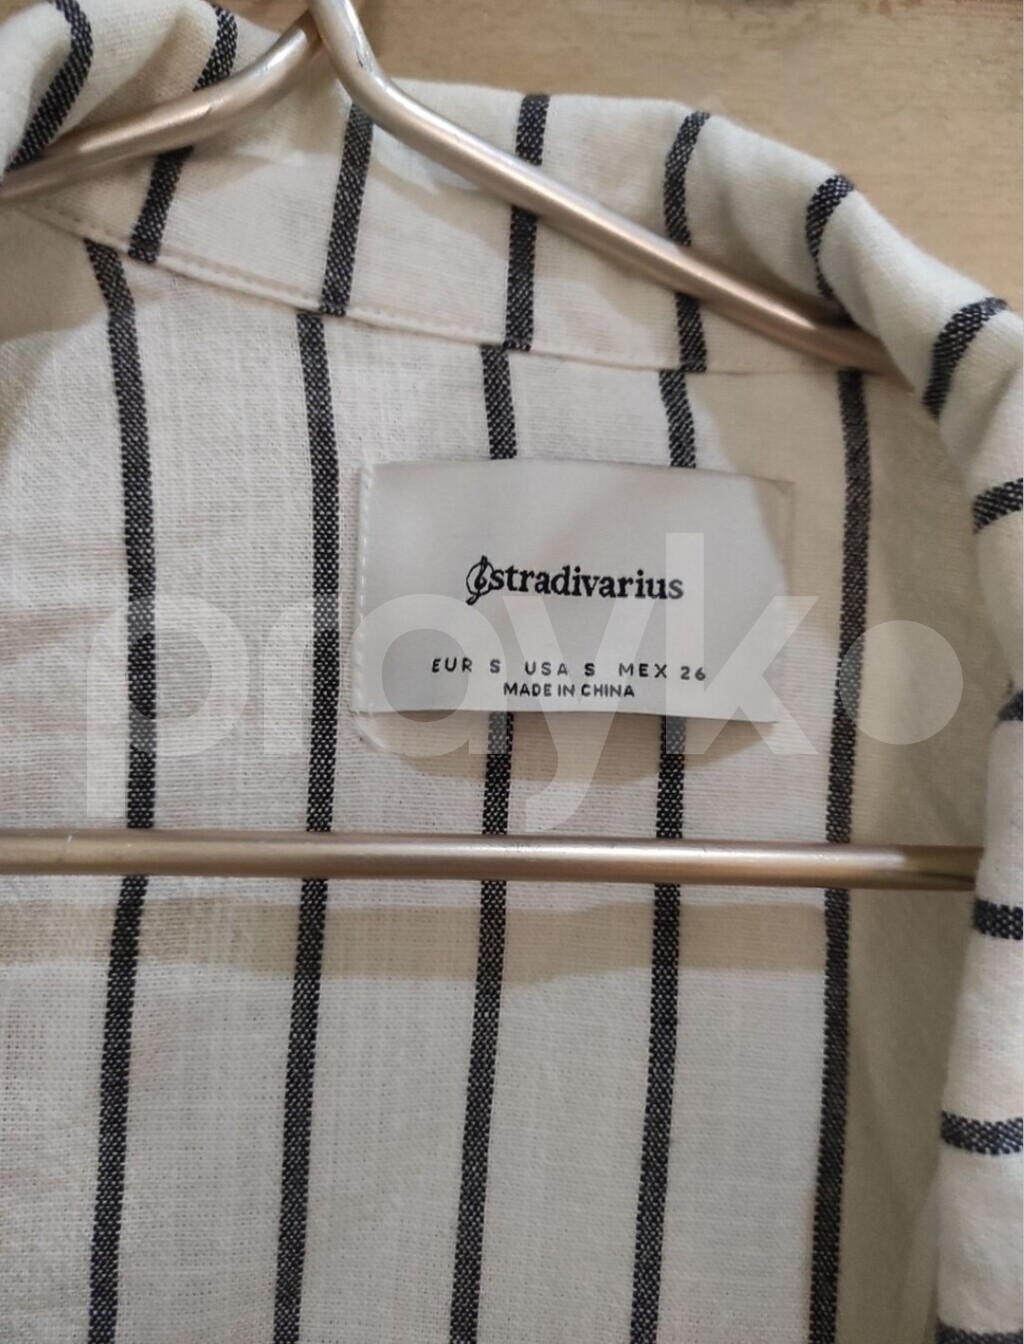 stradivarius
EUR S USA S MEX 26
MADE IN CHINA
prayko